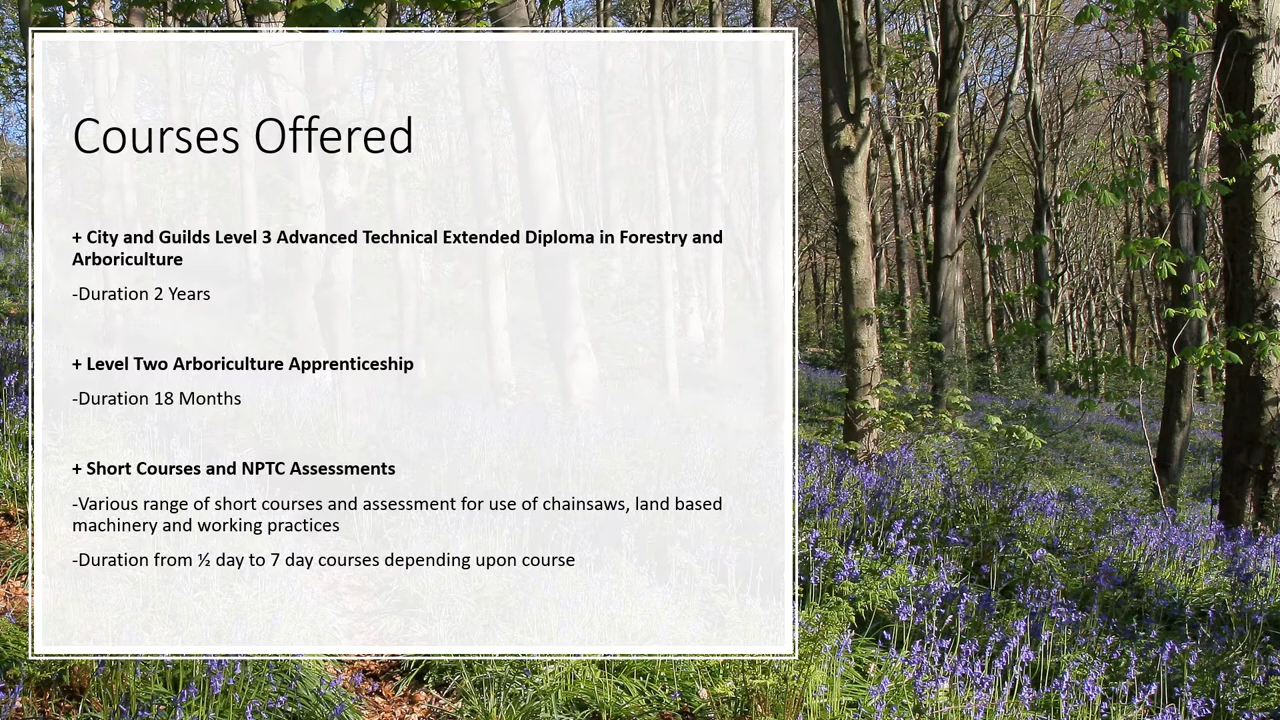 Courses Offered
+ City and Guilds Level 3 Advanced Technical Extended Diploma in Forestry and
Arboriculture
-Duration 2 Years
+ Level Two Arboriculture Apprenticeship
-Duration 18 Months
+ Short Courses and NPTC Assessments
-Various range of short courses and assessment for use of chainsaws, land based
machinery and working practices
-Duration from ½ day to 7 day courses depending upon course